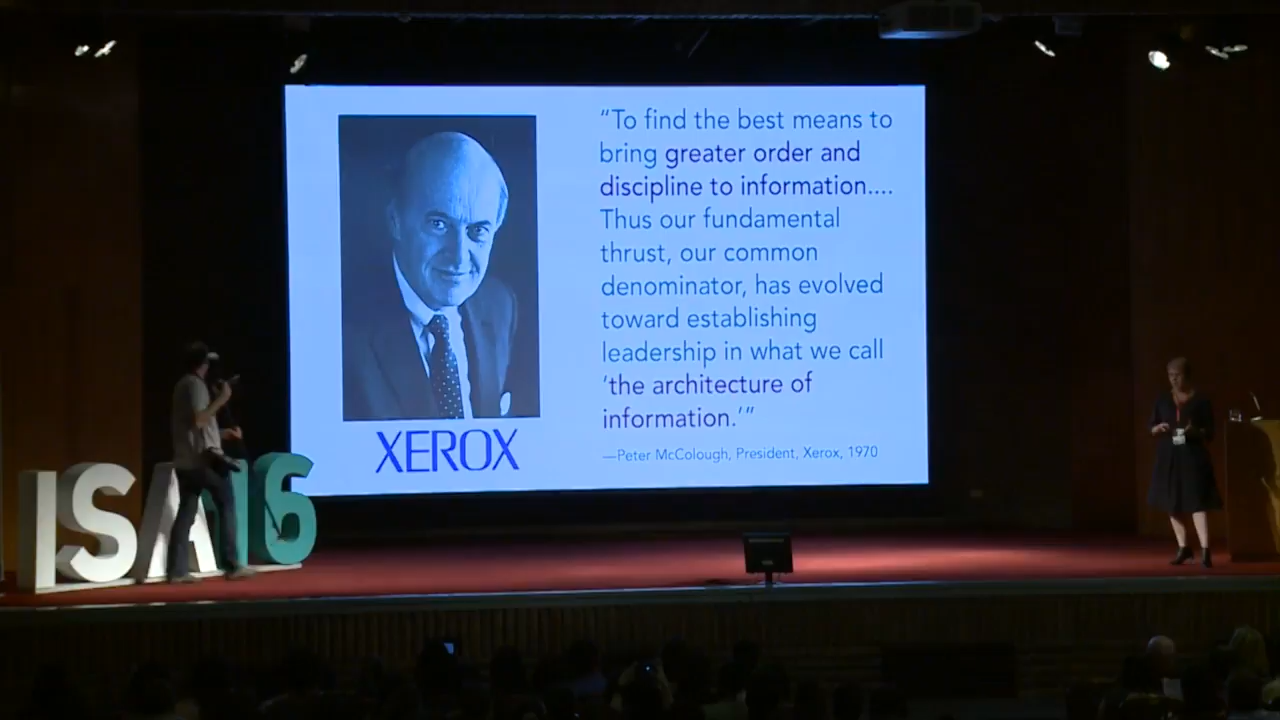 “To find the best means to
bring greater order and
discipline to information....
Thus our fundamental
thrust, our common
denominator, has evolved
toward establishing
leadership in what we call
‘the architecture of
information.’”
—Peter McColough, President, Xerox, 1970
XEROX
ISA16